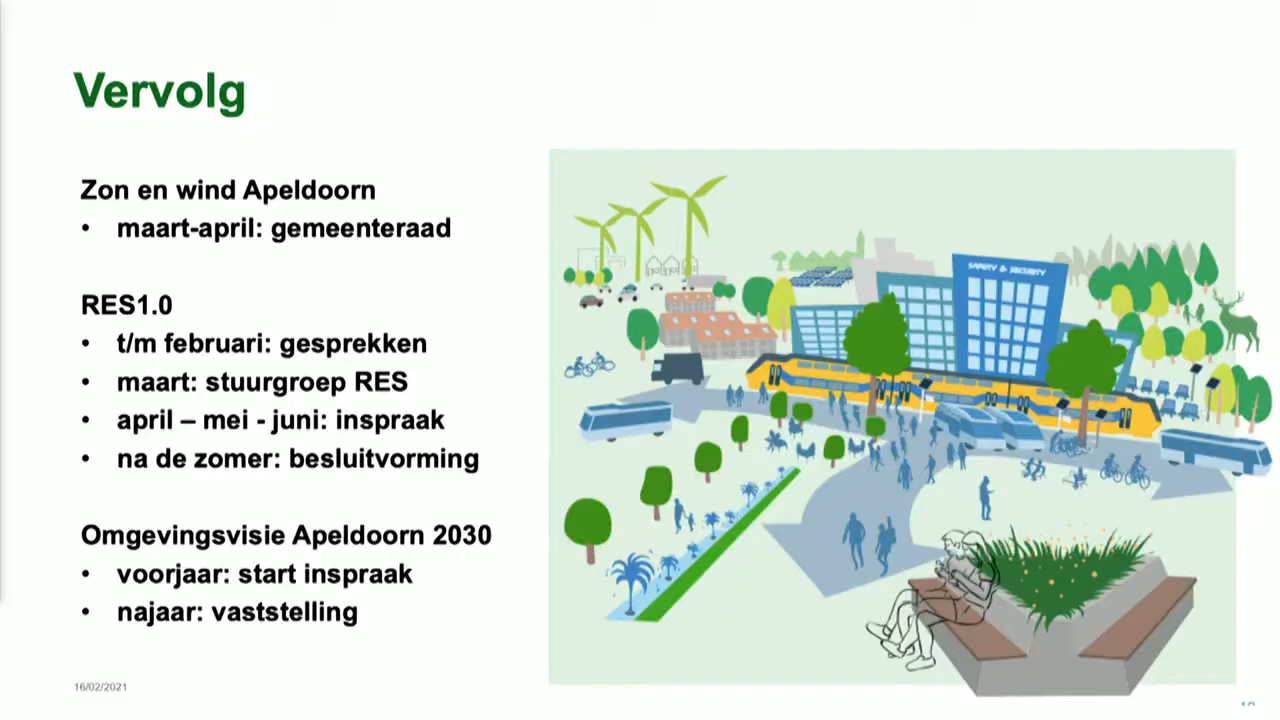 Vervolg
Zon en wind Apeldoorn
• maart-april: gemeenteraad
RES1.0
• t/m februari: gesprekken
• maart: stuurgroep RES
• april – mei - juni: inspraak
• na de zomer: besluitvorming
Omgevingsvisie Apeldoorn 2030
• voorjaar: start inspraak
• najaar: vaststelling
SAFETY & SECURITY
16/02/2021